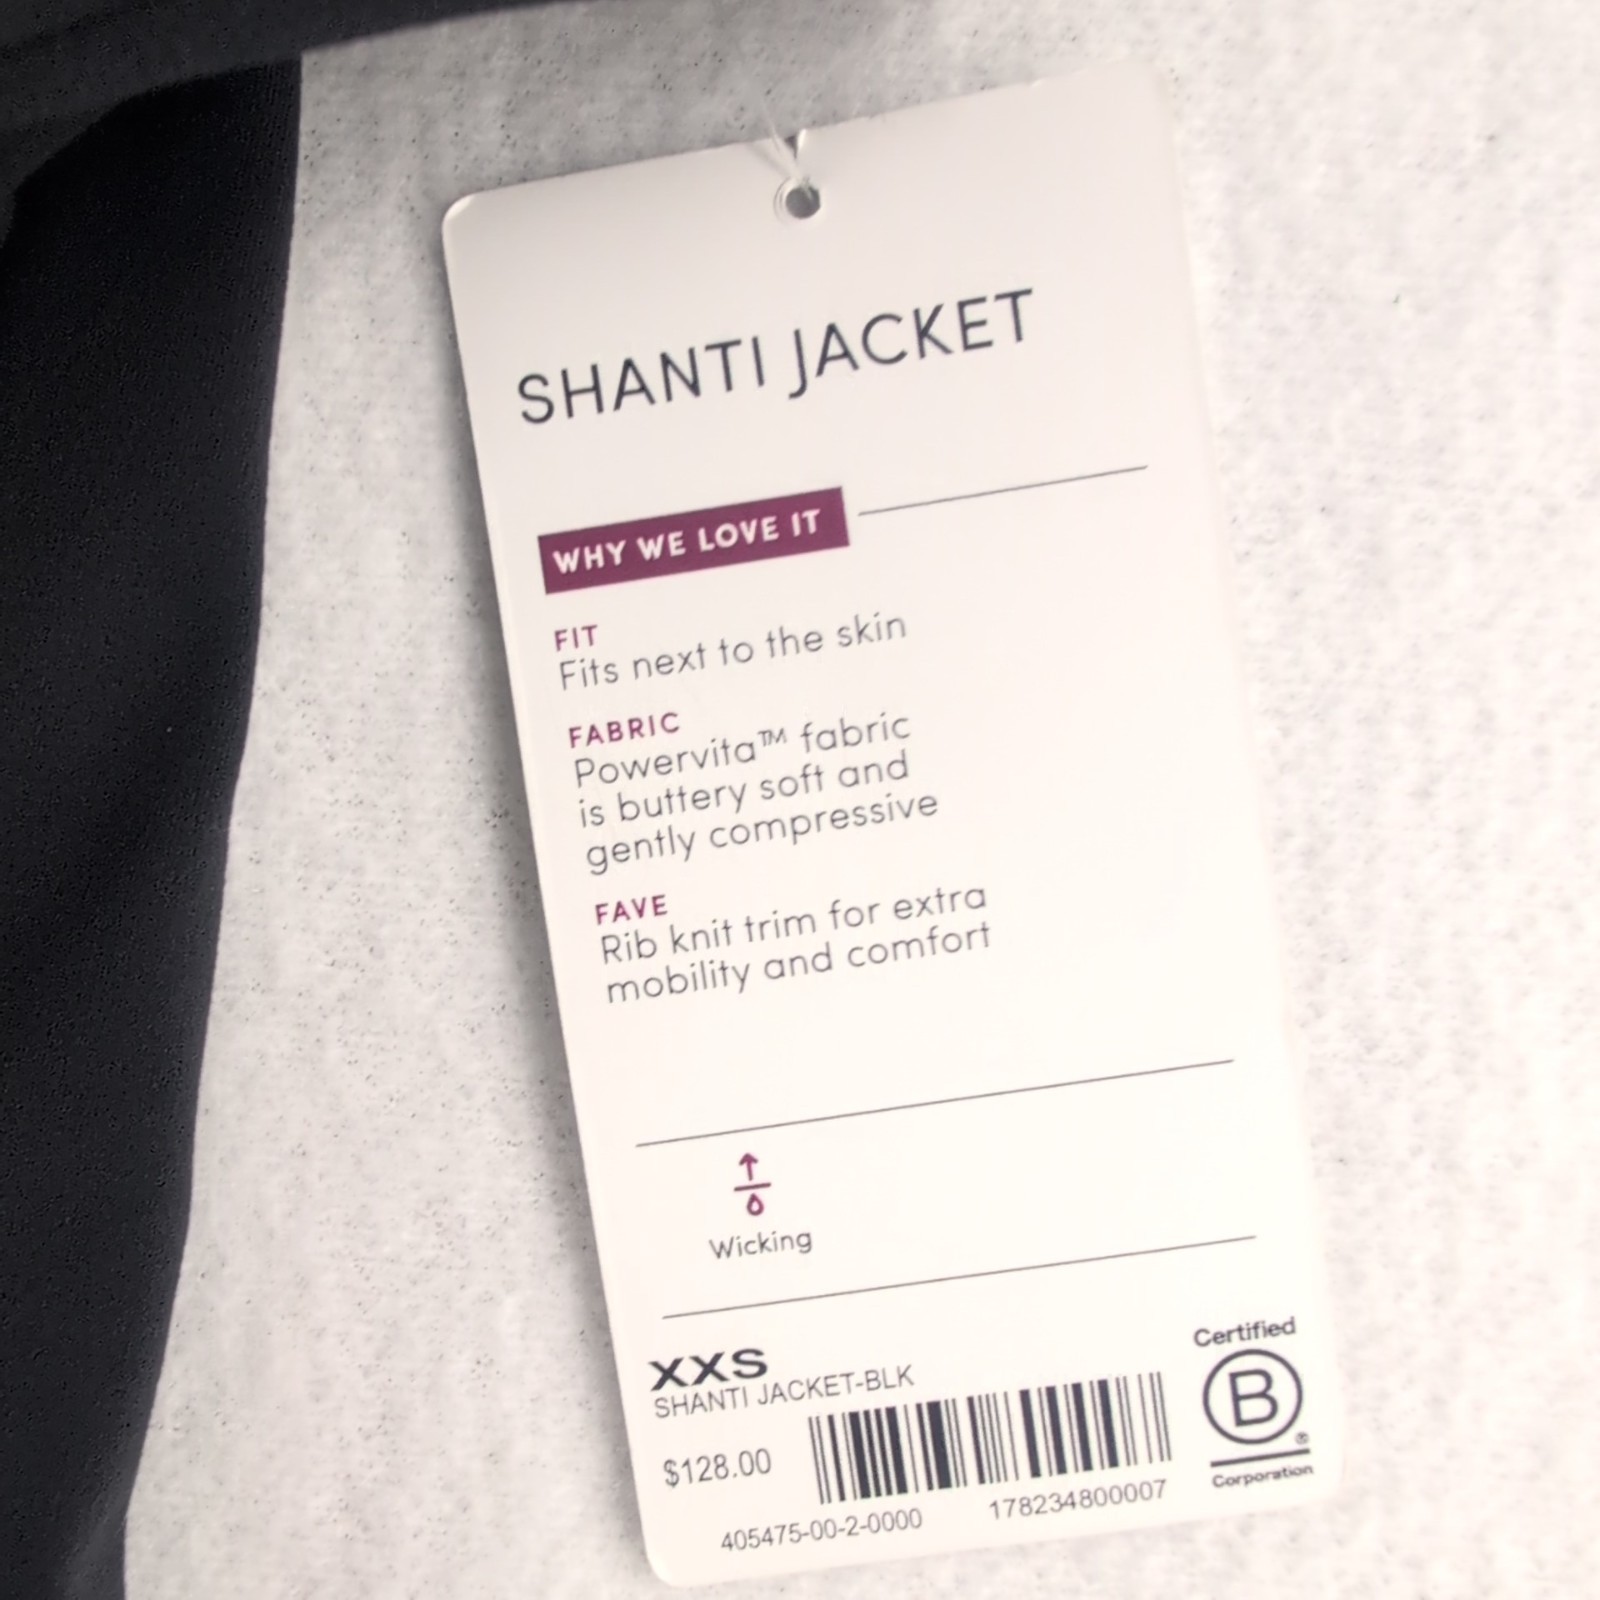 SHANTI JACKET
WHY WE LOVE IT
FIT
Fits next to the skin
FABRIC
Powervita™ fabric
is buttery soft and
gently compressive
FAVE
Rib knit trim for extra
mobility and comfort
Wicking
XXS
SHANTI JACKET-BLK
$128.00
405475-00-2-0000
178234800007
Certified
B
®
Corporation